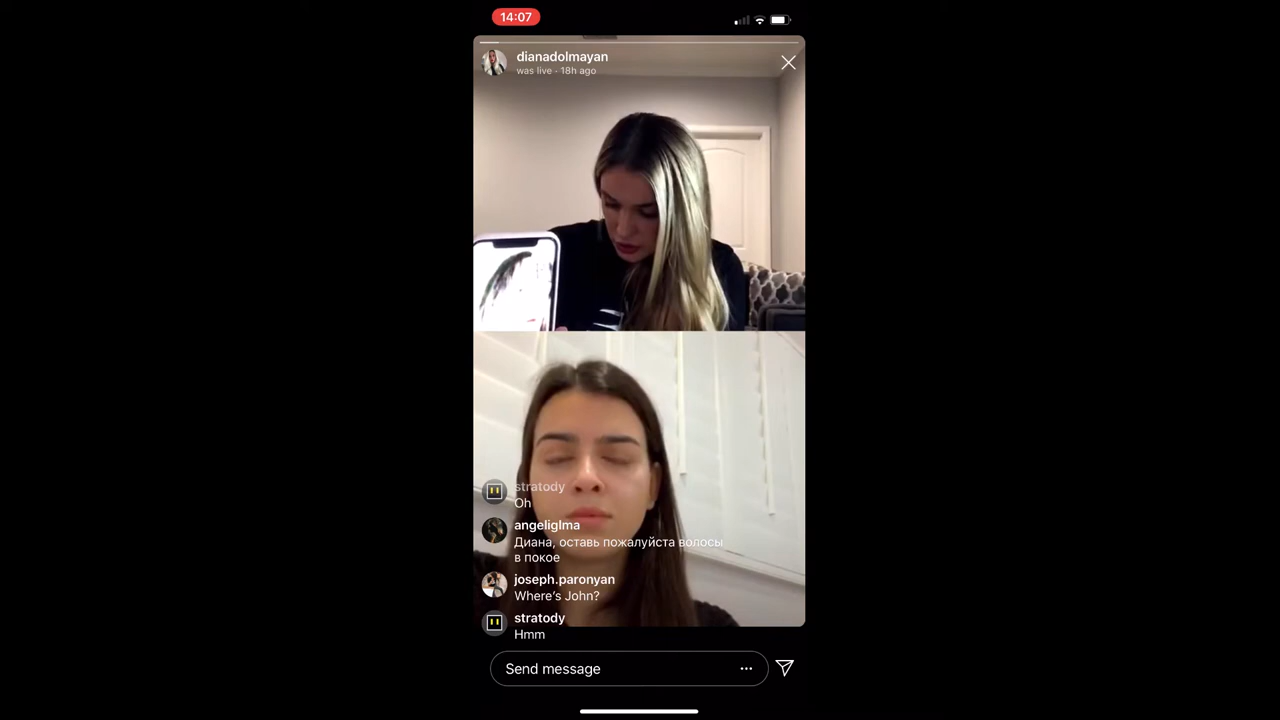 14:07
dianadolmayan
was live · 18h ago
stratody
Oh
angeliglma
Диана, оставь пожалуйста волосы
в покое
joseph.paronyan
Where's John?
stratody
Hmm
Send message